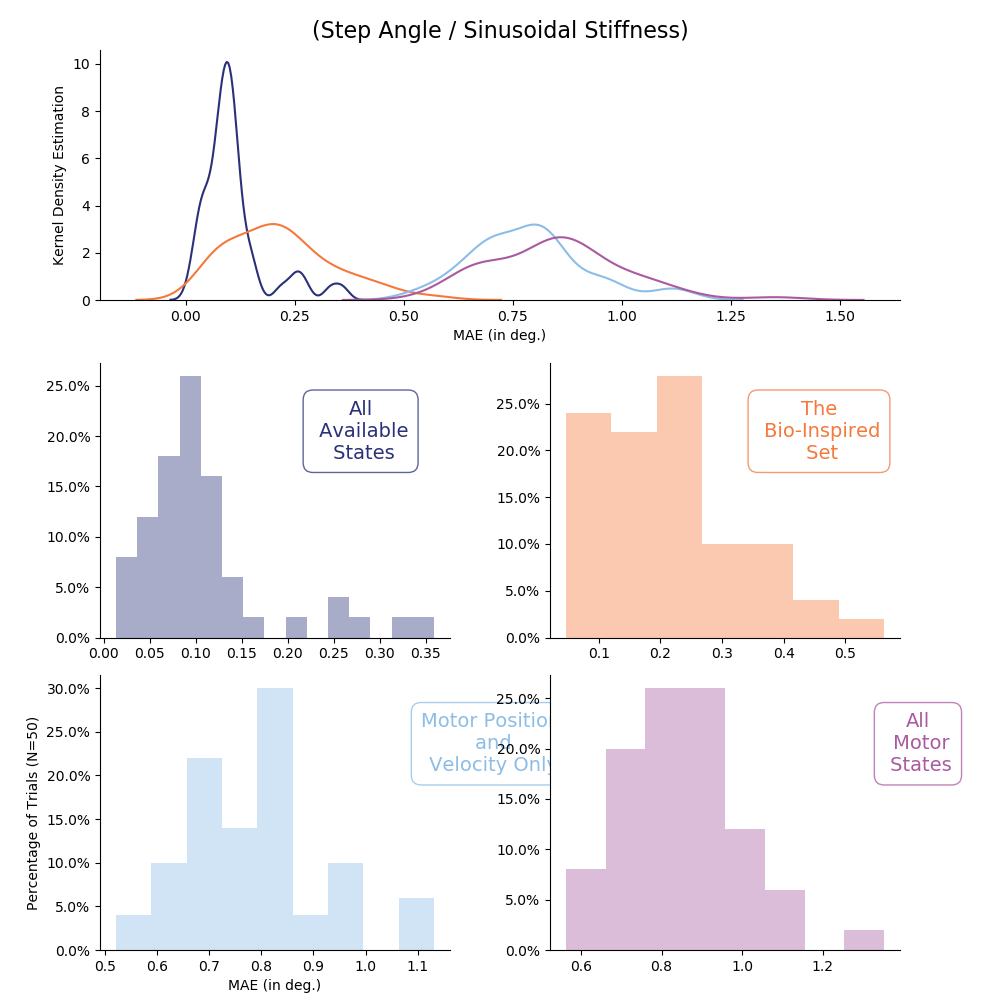 (Step Angle / Sinusoidal Stiffness)
Kernel Density Estimation
10
8
6
4
2
0
0.00 0.25 0.50 0.75 1.00 1.25 1.50
MAE (in deg.)
25.0%
20.0%
15.0%
10.0%
5.0%
0.0%
0.00 0.05 0.10 0.15 0.20 0.25 0.30 0.35
All
Available
States
25.0%
20.0%
15.0%
10.0%
5.0%
0.0%
0.1 0.2 0.3 0.4 0.5
The
Bio-Inspired
Set
Percentage of Trials (N=50)
30.0%
25.0%
20.0%
15.0%
10.0%
5.0%
0.0%
0.5 0.6 0.7 0.8 0.9 1.0 1.1
MAE (in deg.)
Motor Positio
and
Velocity Only
25.0%
20.0%
15.0%
10.0%
5.0%
0.0%
0.6 0.8 1.0 1.2
All
Motor
States